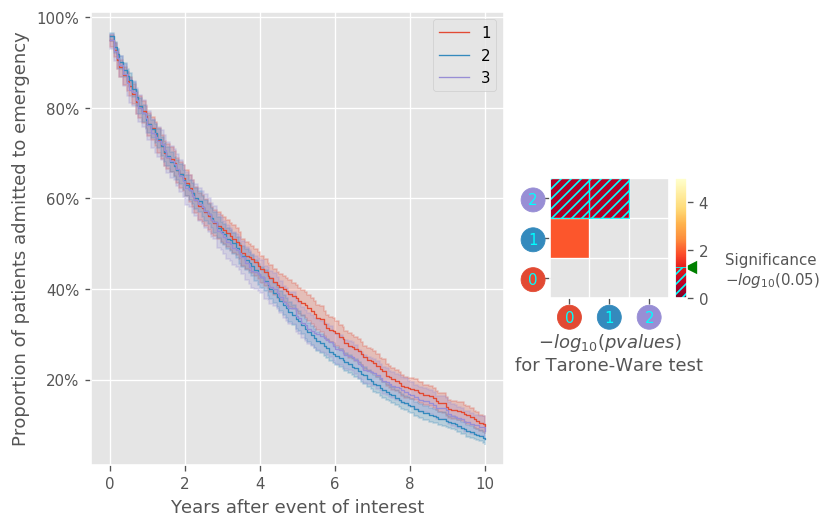 100%
80%
60%
40%
20%
Proportion of patients admitted to emergency
0 2 4 6 8 10
Years after event of interest
1
2
3
2
1
0
0 1 2
4
2
0
Significance
−log₁₀(0.05)
−log₁₀(pvalues)
for Tarone-Ware test